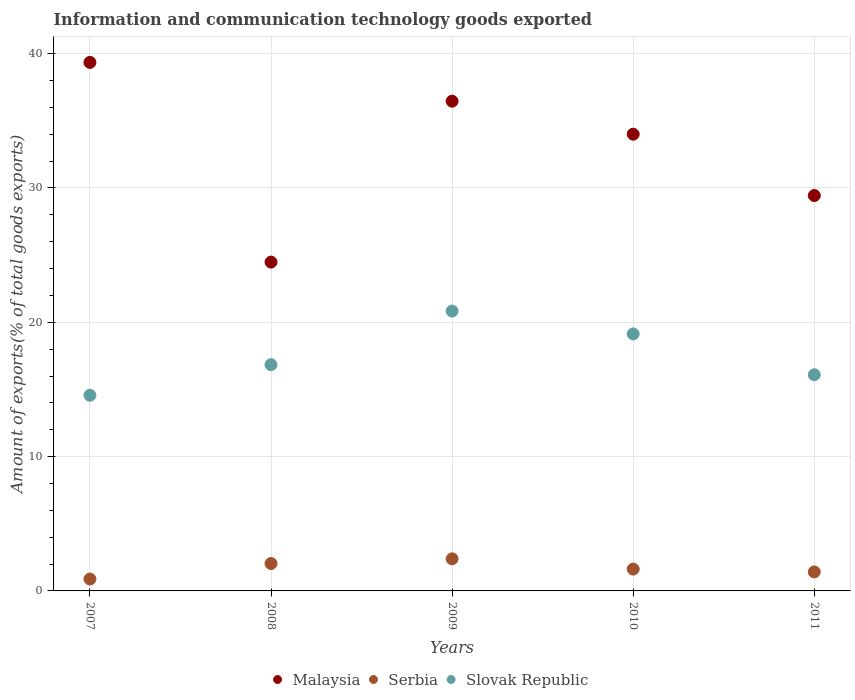 Information and communication technology goods exported
Amount of exports(% of total goods exports)
40
30
20
10
0
2007
2008
2009
2010
2011
Years
Malaysia
Serbia
Slovak Republic